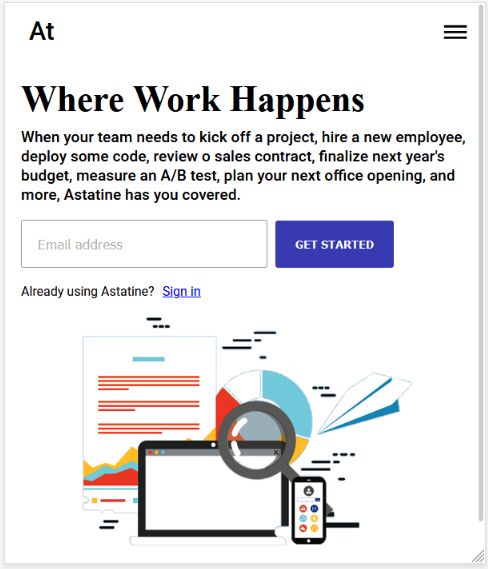 At
Where Work Happens
When your team needs to kick off a project, hire a new employee,
deploy some code, review o sales contract, finalize next year's
budget, measure an A/B test, plan your next office opening, and
more, Astatine has you covered.
Email address
GET STARTED
Already using Astatine? Sign in